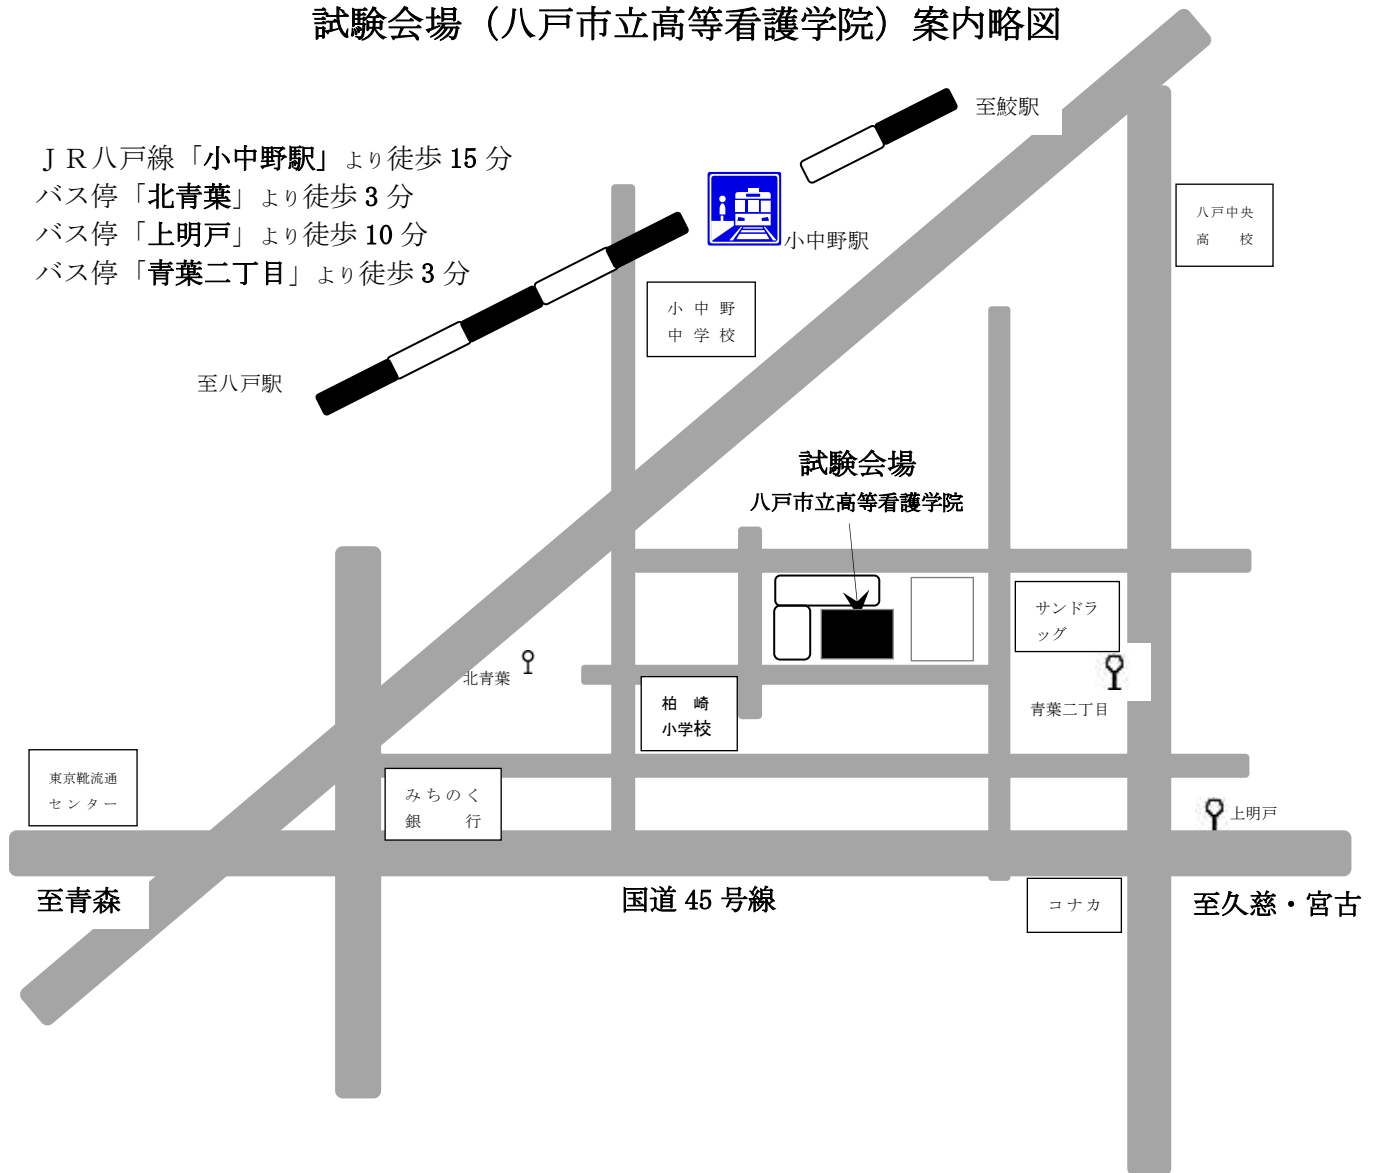 試験会場（八戸市立高等看護学院）案内略図
至鮫駅
ＪＲ八戸線「小中野駅」より徒歩 15 分
バス停「北青葉」より徒歩 3 分
バス停「上明戸」より徒歩 10 分
バス停「青葉二丁目」より徒歩 3 分
八戸中央
高　校
小中野駅
小中野
中学校
至八戸駅
試験会場
八戸市立高等看護学院
サンドラ
ッグ
北青葉
柏　崎
小学校
青葉二丁目
東京靴流通
センター
みちのく
銀　行
上明戸
至青森
国道 45 号線
コナカ
至久慈・宮古